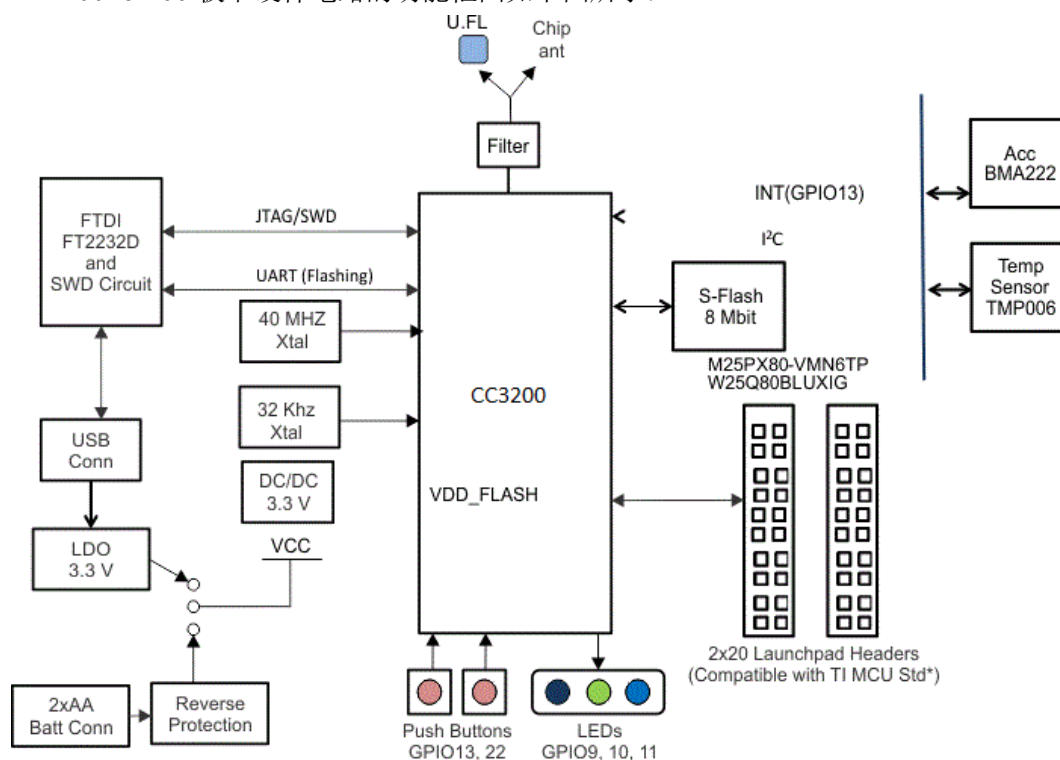 U.FL
Chip
ant
Filter
Acc
BMA222
INT(GPIO13)
FTDI
FT2232D
and
SWD Circuit
JTAG/SWD
I²C
UART (Flashing)
S-Flash
8 Mbit
Temp
Sensor
TMP006
40 MHZ
Xtal
M25PX80-VMN6TP
W25Q80BLUXIG
CC3200
32 Khz
Xtal
USB
Conn
DC/DC
3.3 V
VDD_FLASH
LDO
3.3 V
VCC
2x20 Launchpad Headers
(Compatible with TI MCU Std*)
2xAA
Batt Conn
Reverse
Protection
Push Buttons
GPIO13, 22
LEDs
GPIO9, 10, 11